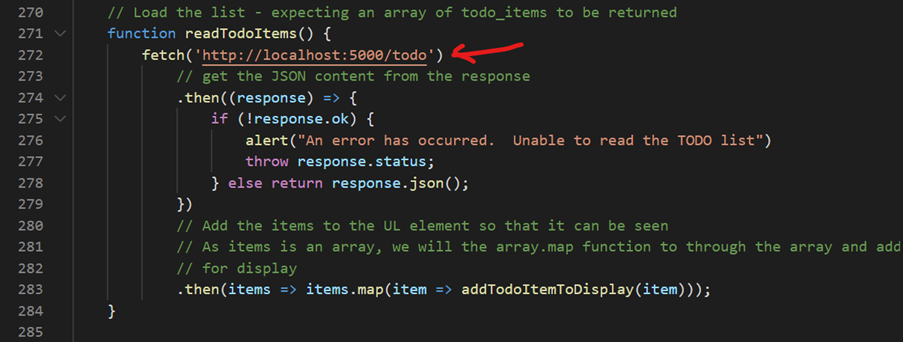 270 // Load the list - expecting an array of todo_items to be returned
271 function readTodoItems() {
272 fetch('http://localhost:5000/todo')
273 // get the JSON content from the response
274 .then((response) => {
275 if (!response.ok) {
276 alert("An error has occurred.  Unable to read the TODO list")
277 throw response.status;
278 } else return response.json();
279 })
280 // Add the items to the UL element so that it can be seen
281 // As items is an array, we will the array.map function to through the array and add
282 // for display
283 .then(items => items.map(item => addTodoItemToDisplay(item)));
284 }
285